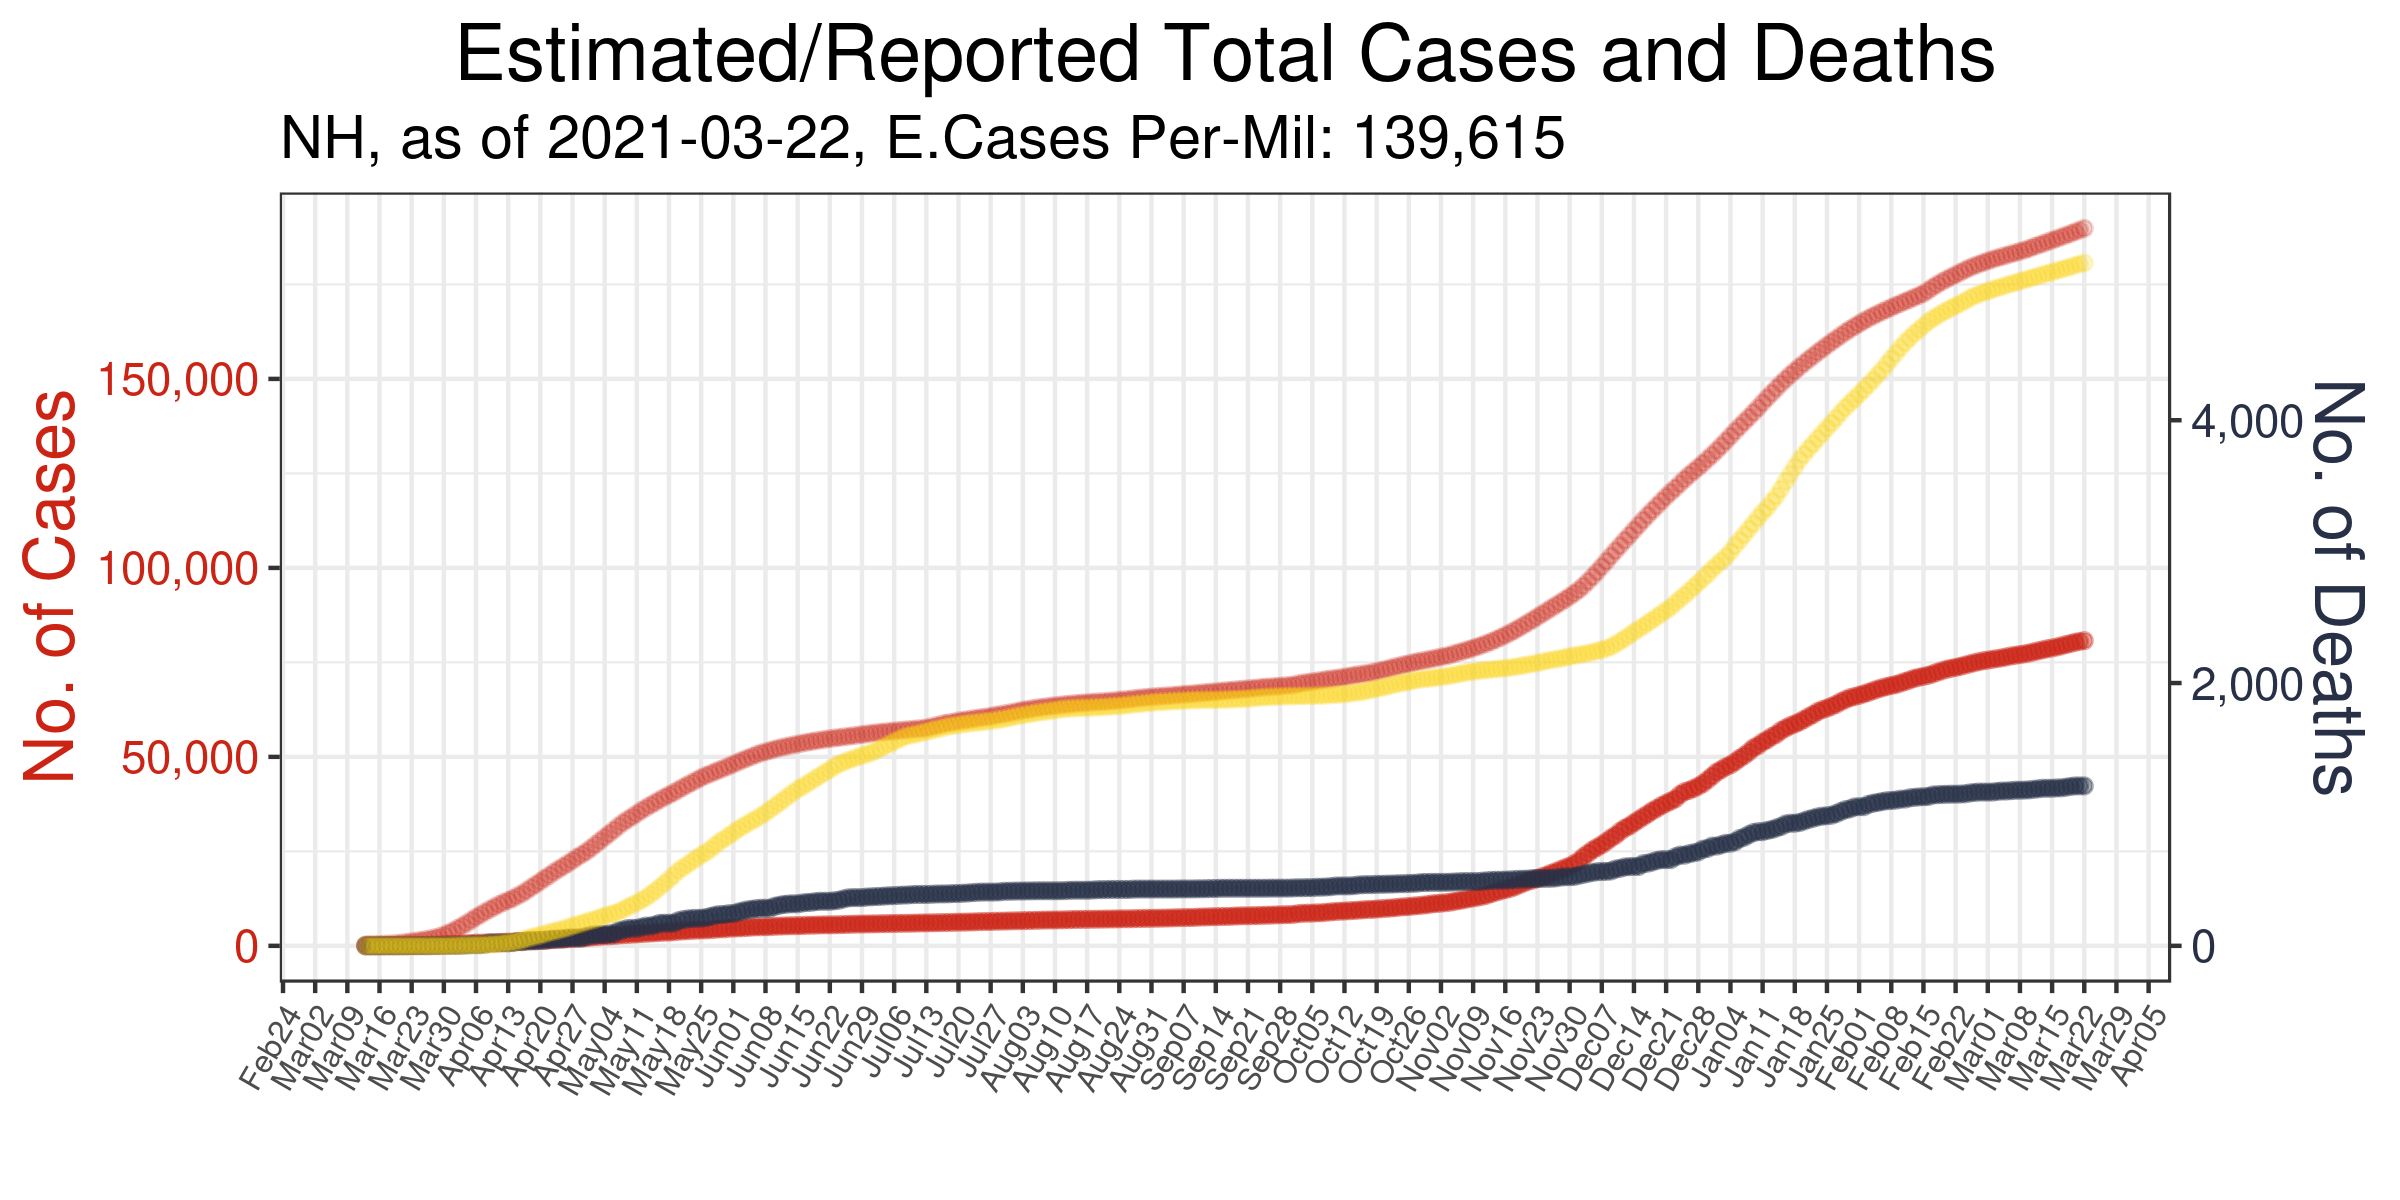 Estimated/Reported Total Cases and Deaths
NH, as of 2021-03-22, E.Cases Per-Mil: 139,615
No. of Cases
150,000
100,000
50,000
0
No. of Deaths
4,000
2,000
0
Feb24
Mar02
Mar09
Mar16
Mar23
Mar30
Apr06
Apr13
Apr20
Apr27
May04
May11
May18
May25
Jun01
Jun08
Jun15
Jun22
Jun29
Jul06
Jul13
Jul20
Jul27
Aug03
Aug10
Aug17
Aug24
Aug31
Sep07
Sep14
Sep21
Sep28
Oct05
Oct12
Oct19
Oct26
Nov02
Nov09
Nov16
Nov23
Nov30
Dec07
Dec14
Dec21
Dec28
Jan04
Jan11
Jan18
Jan25
Feb01
Feb08
Feb15
Feb22
Mar01
Mar08
Mar15
Mar22
Mar29
Apr05